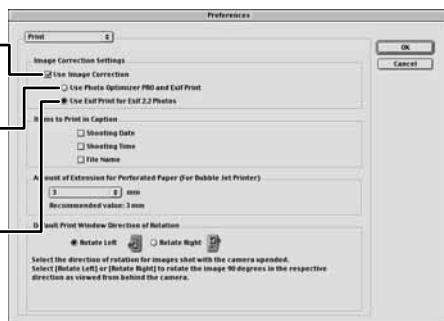 Preferences
Print
OK
Cancel
Image Correction Settings
Use Image Correction
Use Photo Optimizer PRO and Exif Print
Use Exif Print for Exif 2.2 Photos
Items to Print in Caption
Shooting Date
Shooting Time
File Name
Amount of Extension for Perforated Paper (For Bubble Jet Printer)
3 mm
Recommended value: 3 mm
Default Print Window Direction of Rotation
Rotate Left Rotate Right
Select the direction of rotation for images shot with the camera upended.
Select [Rotate Left] or [Rotate Right] to rotate the image 90 degrees in the respective
direction as viewed from behind the camera.